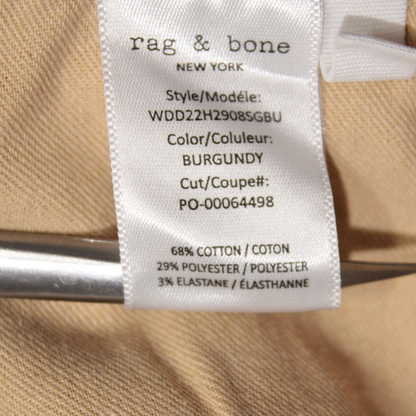 rag & bone
NEW YORK
Style/Modéle:
WDD22H2908SGBU
Color/Coluleur:
BURGUNDY
Cut/Coupe#:
PO-00064498
68% COTTON / COTON
29% POLYESTER / POLYESTER
3% ELASTANE / ÉLASTHANNE